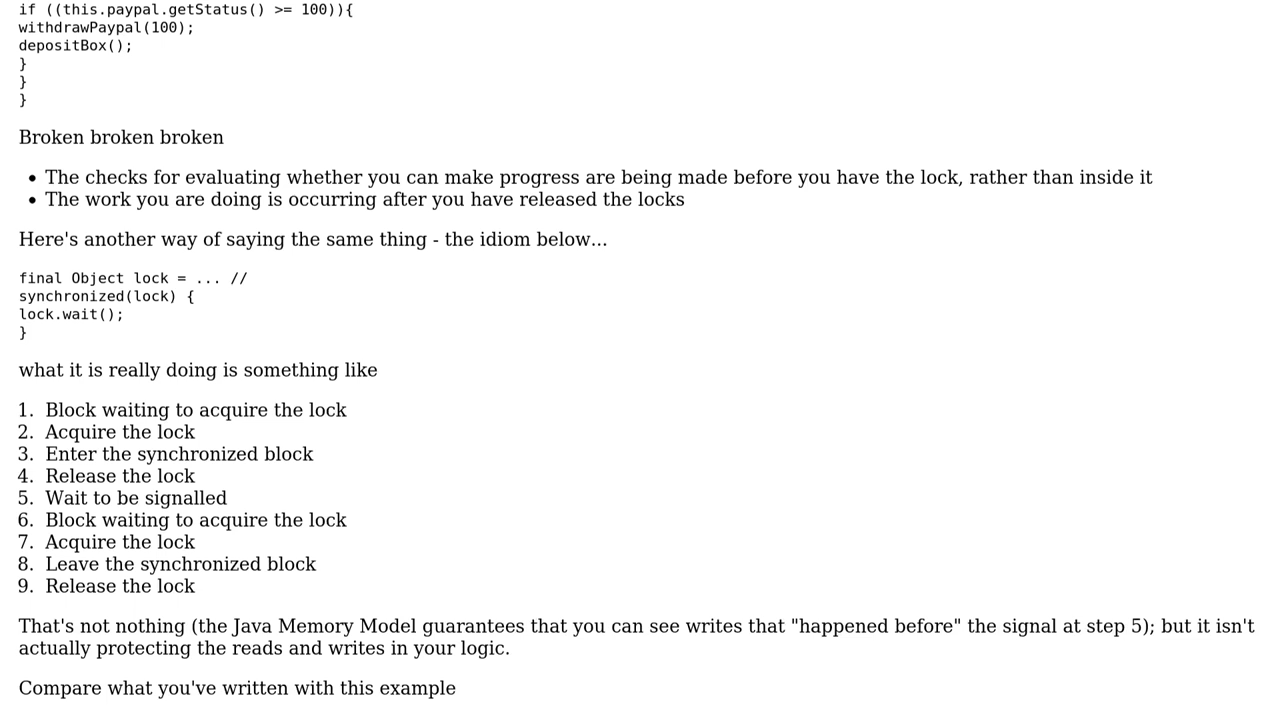 if ((this.paypal.getStatus() >= 100)){
withdrawPaypal(100);
depositBox();
}
}
}
Broken broken broken
• The checks for evaluating whether you can make progress are being made before you have the lock, rather than inside it
• The work you are doing is occurring after you have released the locks
Here's another way of saying the same thing - the idiom below...
final Object lock = ... //
synchronized(lock) {
lock.wait();
}
what it is really doing is something like
1. Block waiting to acquire the lock
2. Acquire the lock
3. Enter the synchronized block
4. Release the lock
5. Wait to be signalled
6. Block waiting to acquire the lock
7. Acquire the lock
8. Leave the synchronized block
9. Release the lock
That's not nothing (the Java Memory Model guarantees that you can see writes that "happened before" the signal at step 5); but it isn't
actually protecting the reads and writes in your logic.
Compare what you've written with this example